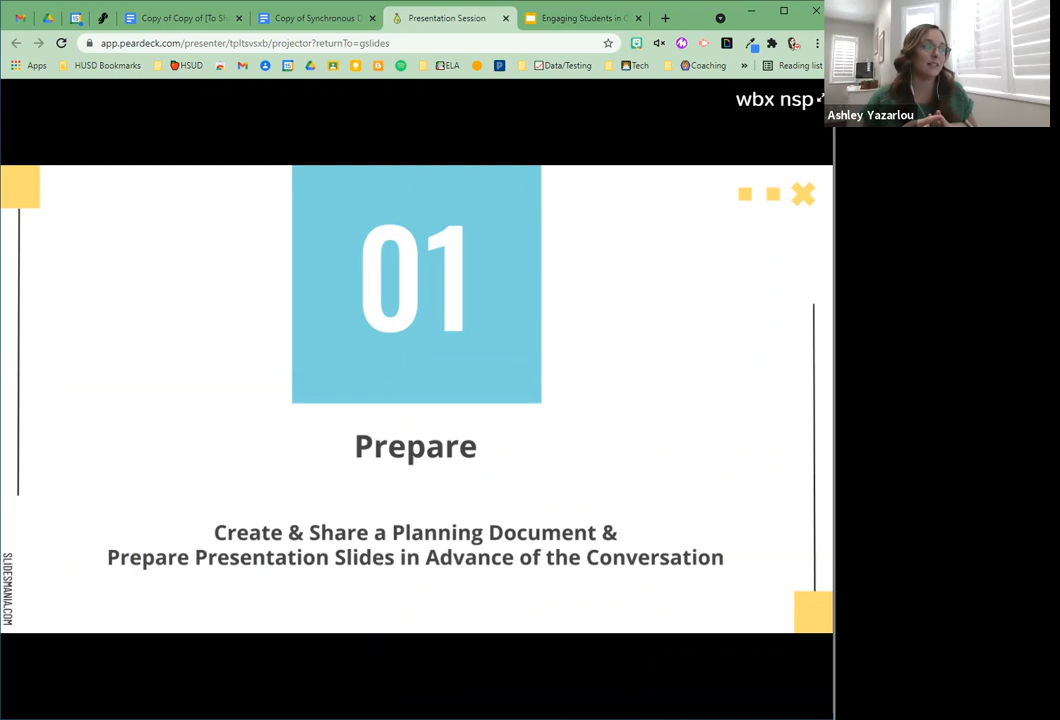 Copy of Copy of [To Sh
Copy of Synchronous D
Presentation Session
Engaging Students in C
app.peardeck.com/presenter/tpltsvsxb/projector?returnTo=gslides
Apps
HUSD Bookmarks
HSUD
ELA
Data/Testing
Tech
Coaching
»
Reading list
wbx nsp
Ashley Yazarlou
01
Prepare
Create & Share a Planning Document &
Prepare Presentation Slides in Advance of the Conversation
SLIDESMANIA.COM